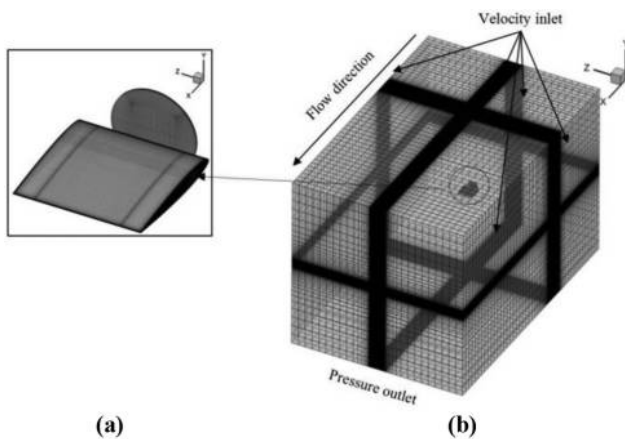 Velocity inlet
Y
Z
X
Flow direction
Y
Z
X
Pressure outlet
(a)
(b)